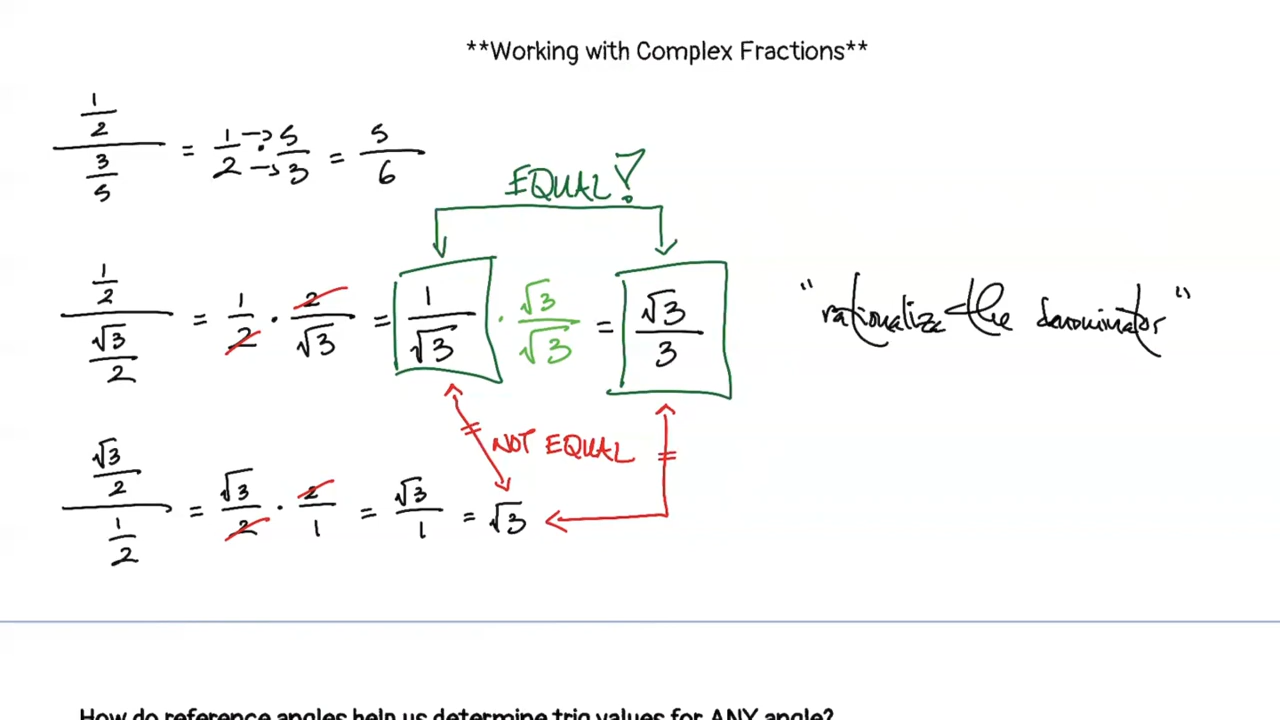 **Working with Complex Fractions**
(1/2)/(3/5) = 1/2 · 5/3 = 5/6
EQUAL!
(1/2)/(√3/2) = 1/2 · 2/√3 = 1/√3 · √3/√3 = √3/3
"rationalize the denominator"
NOT EQUAL
(√3/2)/(1/2) = √3/2 · 2/1 = √3/1 = √3
How do reference angles help us determine trig values for ANY angle?